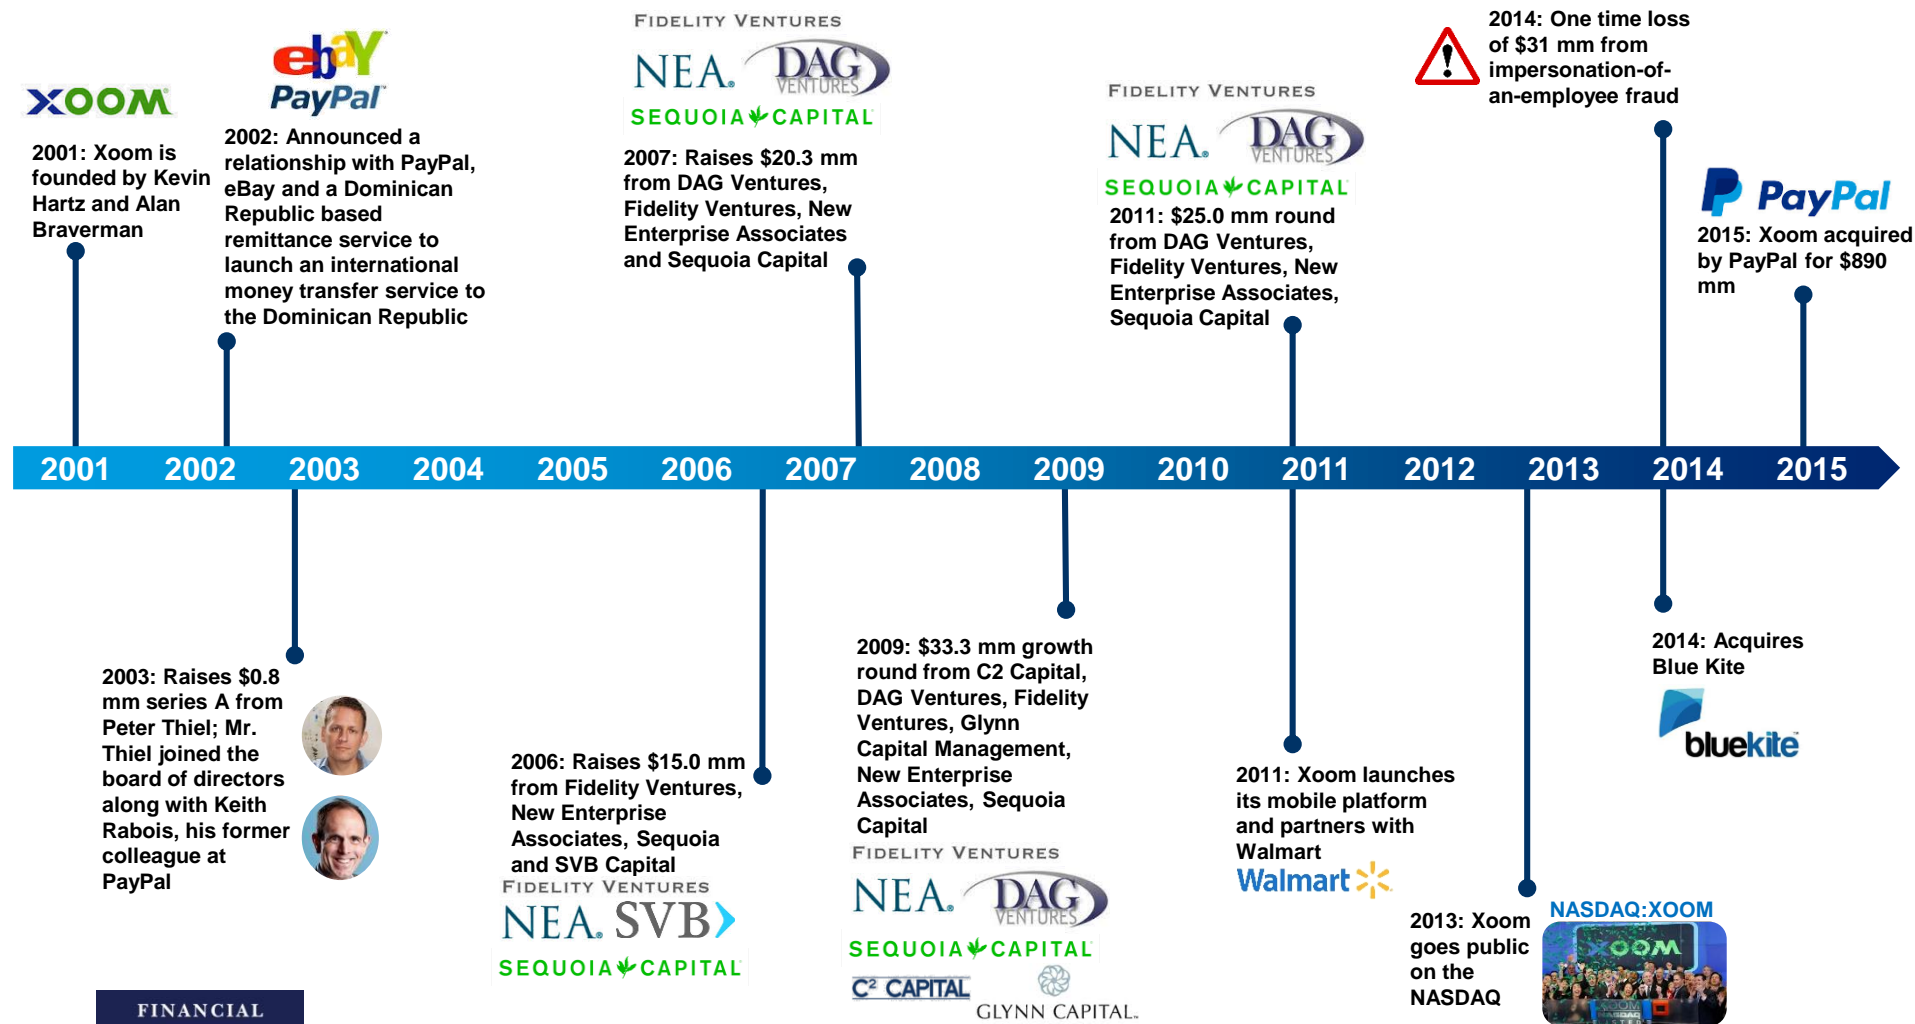 XOOM
2001: Xoom is
founded by Kevin
Hartz and Alan
Braverman
ebaY
PayPal™
2002: Announced a
relationship with PayPal,
eBay and a Dominican
Republic based
remittance service to
launch an international
money transfer service to
the Dominican Republic
FIDELITY VENTURES
NEA®
DAG
VENTURES
SEQUOIA CAPITAL
2007: Raises $20.3 mm
from DAG Ventures,
Fidelity Ventures, New
Enterprise Associates
and Sequoia Capital
FIDELITY VENTURES
NEA®
DAG
VENTURES
SEQUOIA CAPITAL
2011: $25.0 mm round
from DAG Ventures,
Fidelity Ventures, New
Enterprise Associates,
Sequoia Capital
2014: One time loss
of $31 mm from
impersonation-of-
an-employee fraud
PayPal
2015: Xoom acquired
by PayPal for $890
mm
2001 2002 2003 2004 2005 2006 2007 2008 2009 2010 2011 2012 2013 2014 2015
2003: Raises $0.8
mm series A from
Peter Thiel; Mr.
Thiel joined the
board of directors
along with Keith
Rabois, his former
colleague at
PayPal
2006: Raises $15.0 mm
from Fidelity Ventures,
New Enterprise
Associates, Sequoia
and SVB Capital
FIDELITY VENTURES
NEA® SVB
SEQUOIA CAPITAL
2009: $33.3 mm growth
round from C2 Capital,
DAG Ventures, Fidelity
Ventures, Glynn
Capital Management,
New Enterprise
Associates, Sequoia
Capital
FIDELITY VENTURES
NEA®
DAG
VENTURES
SEQUOIA CAPITAL
C² CAPITAL
GLYNN CAPITAL
2011: Xoom launches
its mobile platform
and partners with
Walmart
Walmart
2013: Xoom
goes public
on the
NASDAQ
NASDAQ:XOOM
XOOM
XOOM
NASDAQ
LISTED
2014: Acquires
Blue Kite
bluekite™
FINANCIAL